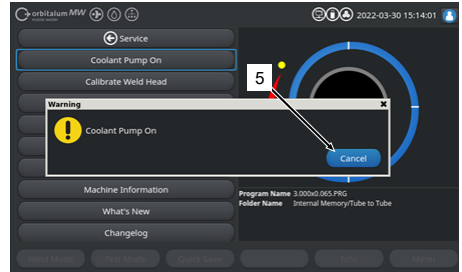 orbitalum MW
mobile welder
2022-03-30 15:14:01
Service
Coolant Pump On
Calibrate Weld Head
5
Warning
Coolant Pump On
Cancel
Machine Information
What's New
Changelog
Program Name 3.000x0.065.PRG
Folder Name Internal Memory/Tube to Tube
Weld Mode
Test Mode
Quick Save
Info
Menu